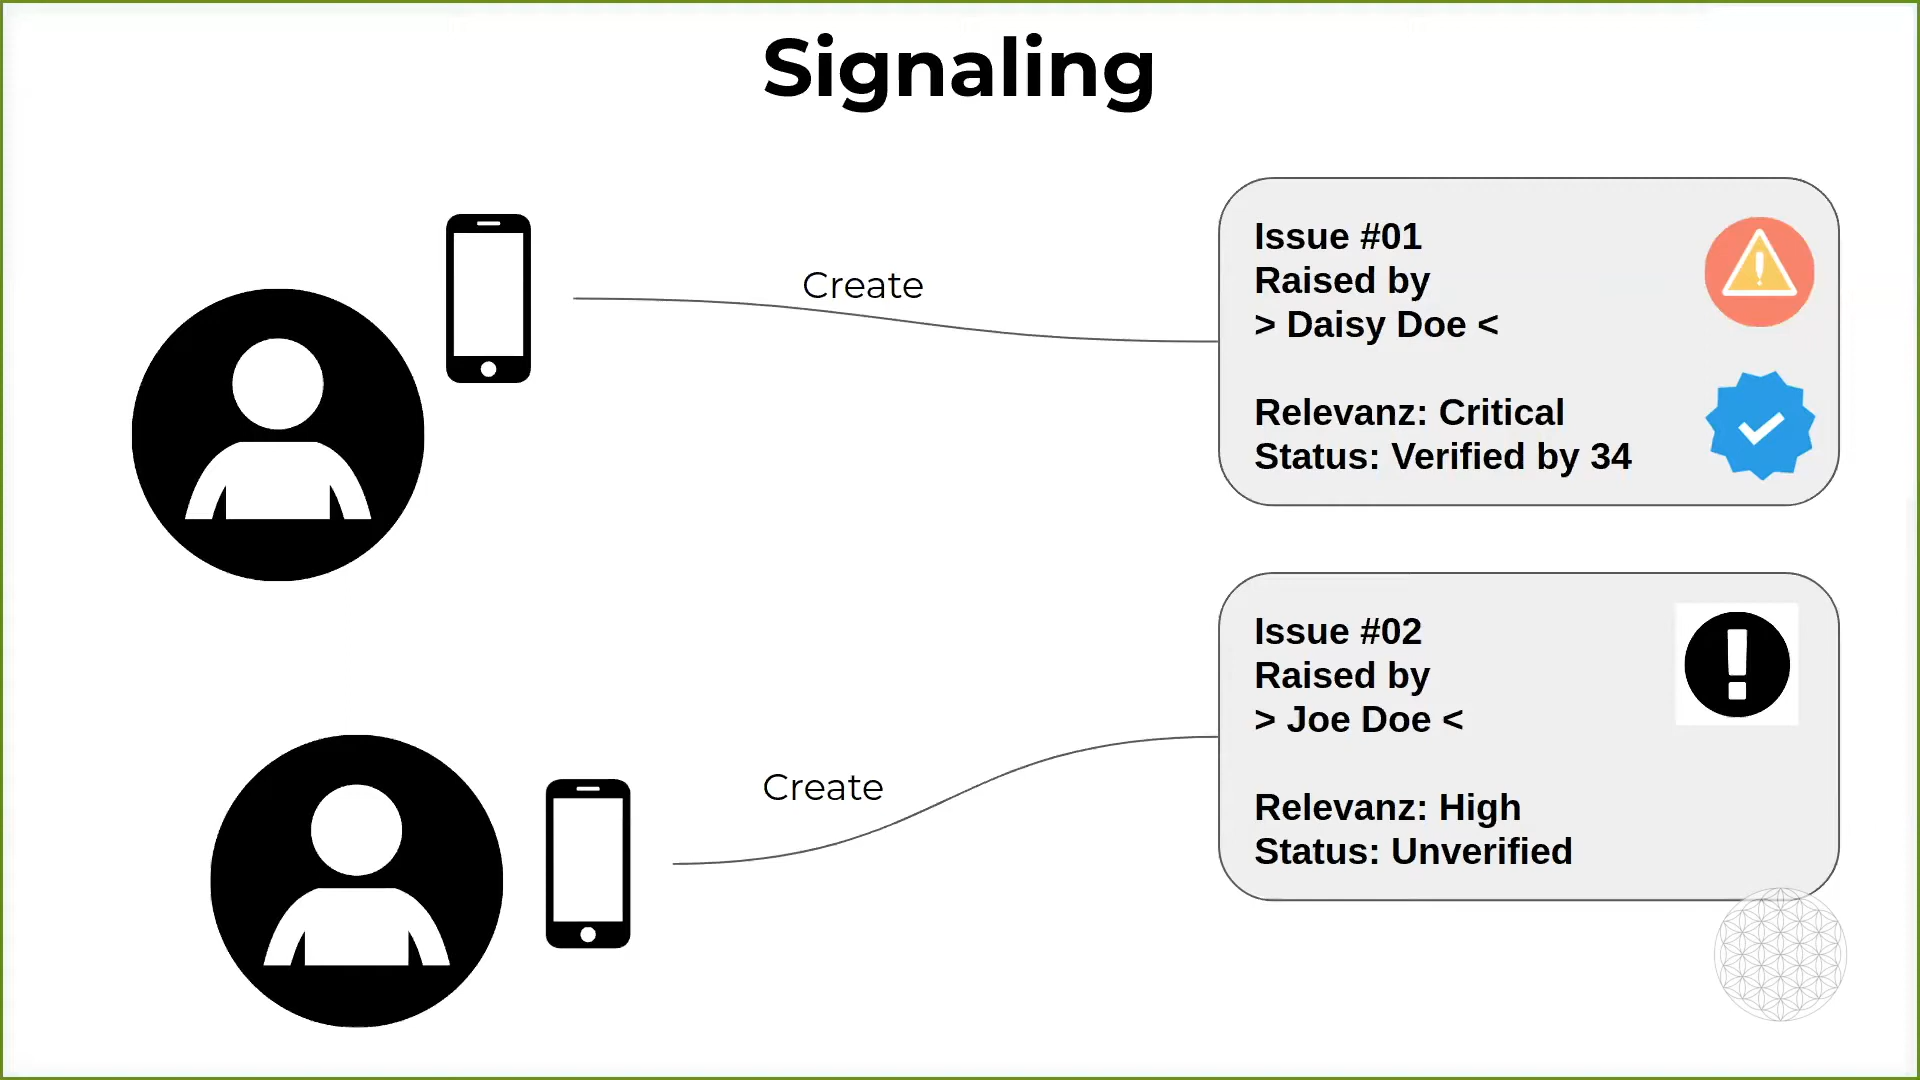 Signaling
Create
Issue #01
Raised by
> Daisy Doe <
Relevanz: Critical
Status: Verified by 34
Create
Issue #02
Raised by
> Joe Doe <
Relevanz: High
Status: Unverified